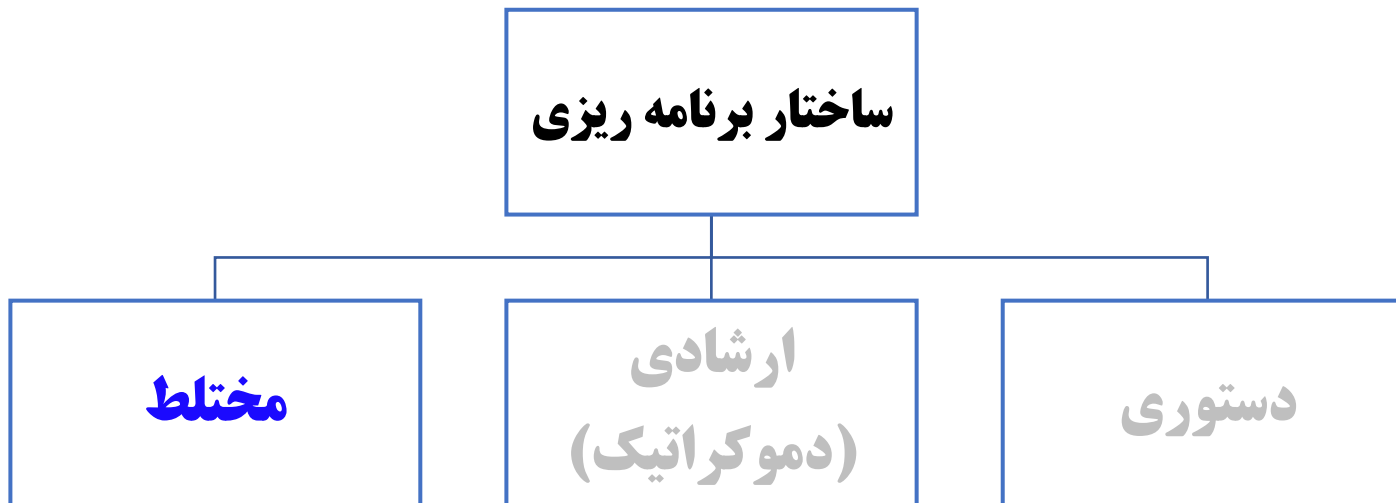 ساختار برنامه ریزی
دستوری
ارشادی
(دموکراتیک)
مختلط